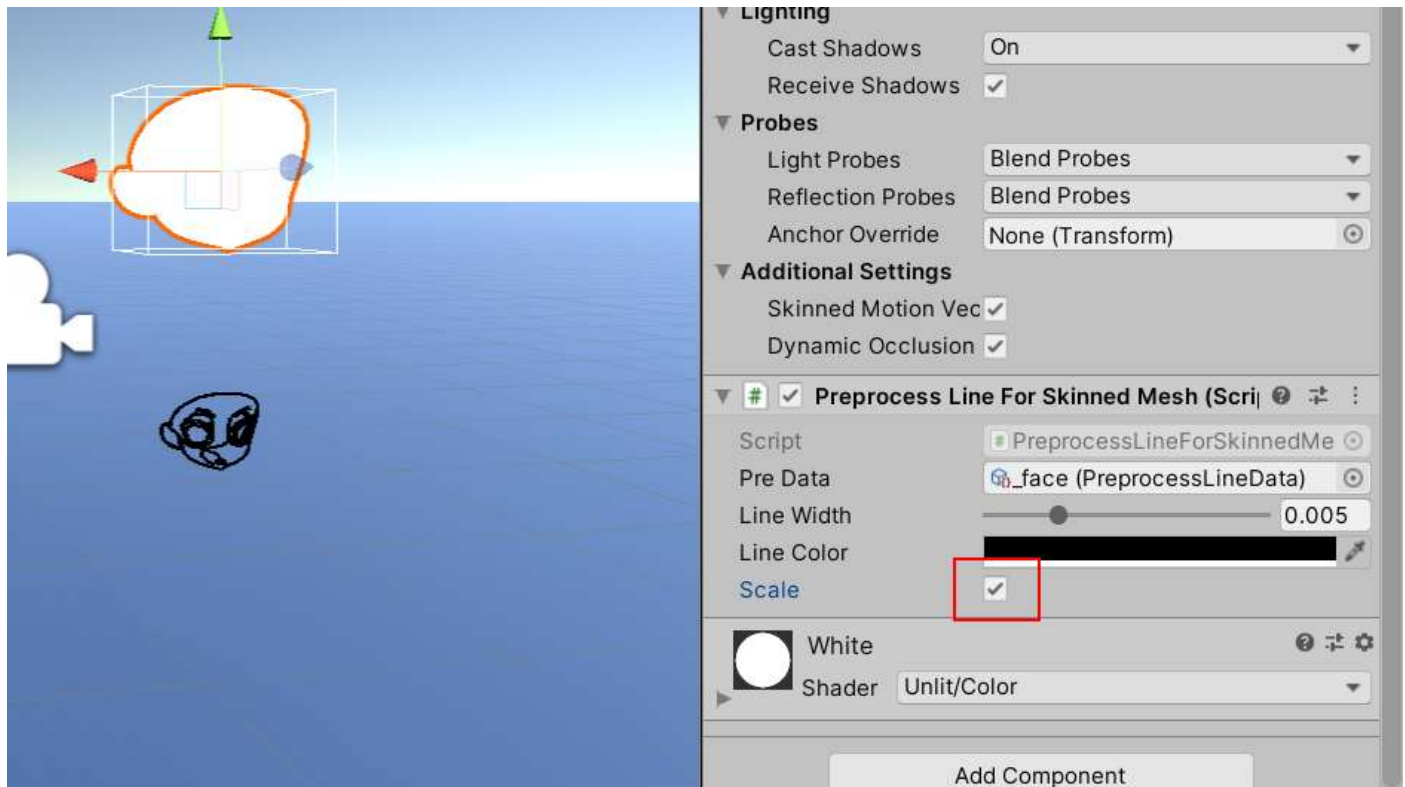 Lighting
Cast Shadows On
Receive Shadows
Probes
Light Probes Blend Probes
Reflection Probes Blend Probes
Anchor Override None (Transform)
Additional Settings
Skinned Motion Vec
Dynamic Occlusion
# Preprocess Line For Skinned Mesh (Scri
Script # PreprocessLineForSkinnedMe
Pre Data _face (PreprocessLineData)
Line Width 0.005
Line Color
Scale
White
Shader Unlit/Color
Add Component